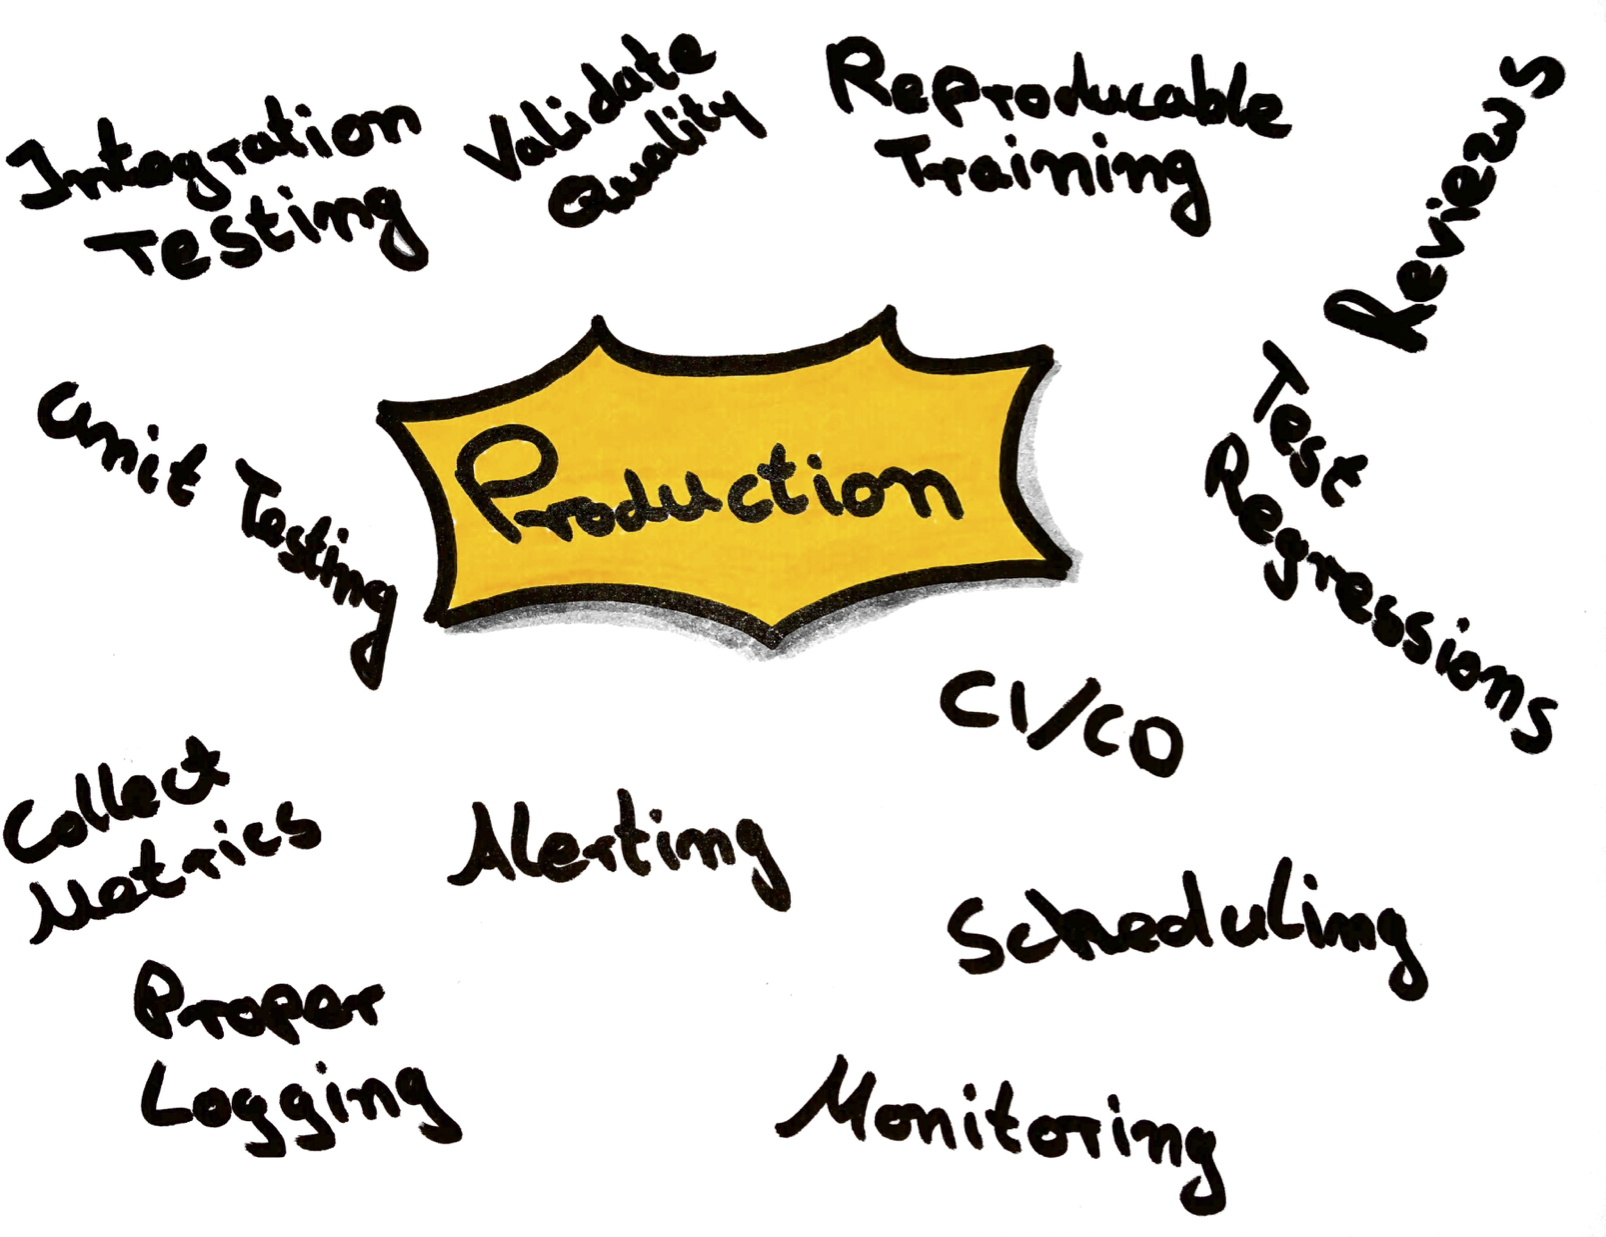 Integration
Testing
Validate
Quality
Reproducable
Training
Reviews
Unit Testing
Production
Test
Regressions
CI/CD
Collect
Metrics
Alerting
Scheduling
Proper
Logging
Monitoring